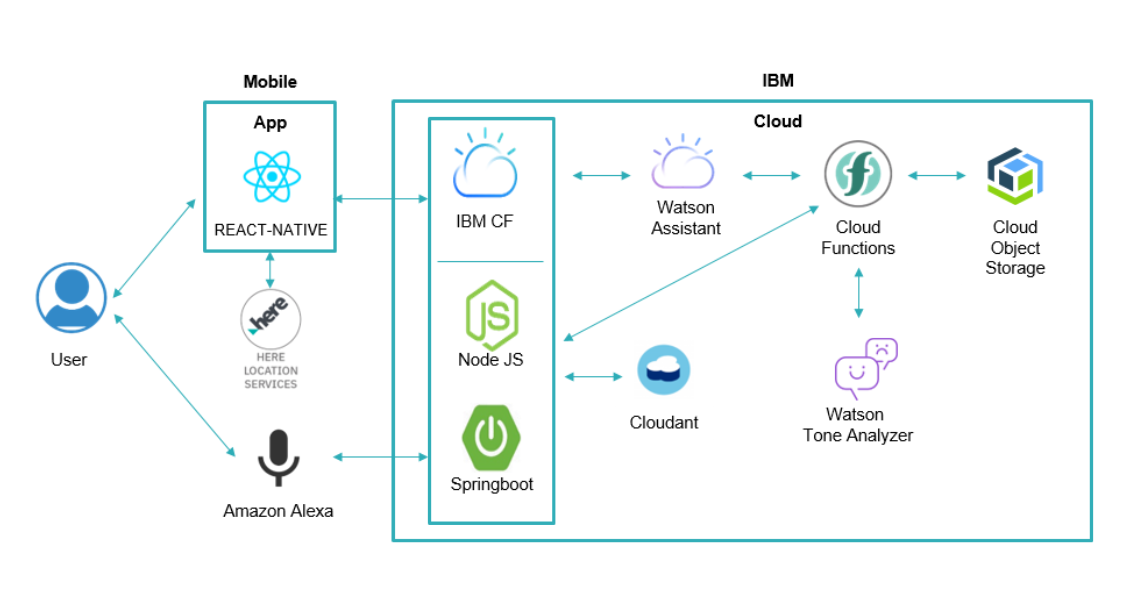 Mobile
App
REACT-NATIVE
here
HERE
LOCATION
SERVICES
User
Amazon Alexa
IBM
Cloud
IBM CF
JS
Node JS
Springboot
Watson
Assistant
Cloudant
f
Cloud
Functions
Watson
Tone Analyzer
Cloud
Object
Storage